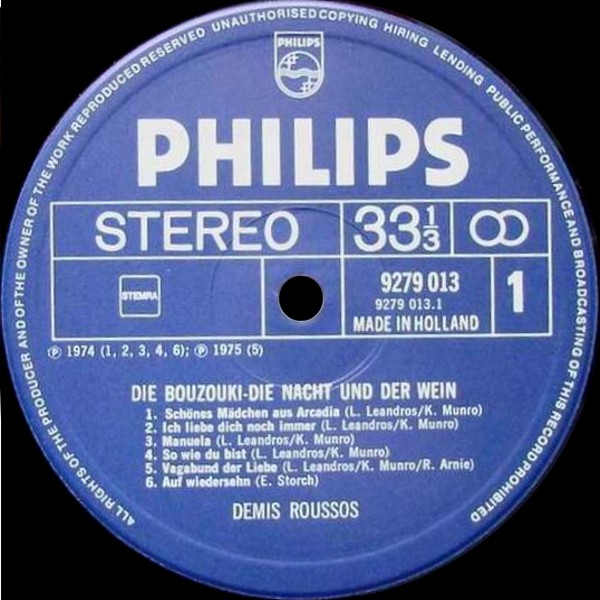 ALL RIGHTS OF THE PRODUCER AND OF THE OWNER OF THE WORK REPRODUCED RESERVED UNAUTHORISED COPYING HIRING LENDING PUBLIC PERFORMANCE AND BROADCASTING OF THIS RECORD PROHIBITED
PHILIPS
PHILIPS
STEREO 33 1/3
STEMRA
9279 013
9279 013.1
MADE IN HOLLAND
1
℗ 1974 (1, 2, 3, 4, 6); ℗ 1975 (5)
DIE BOUZOUKI-DIE NACHT UND DER WEIN
1. Schönes Mädchen aus Arcadia (L. Leandros/K. Munro)
2. Ich liebe dich noch immer (L. Leandros/K. Munro)
3. Manuela (L. Leandros/K. Munro)
4. So wie du bist (L. Leandros/K. Munro)
5. Vagabund der Liebe (L. Leandros/K. Munro/R. Arnie)
6. Auf wiedersehn (E. Storch)
DEMIS ROUSSOS